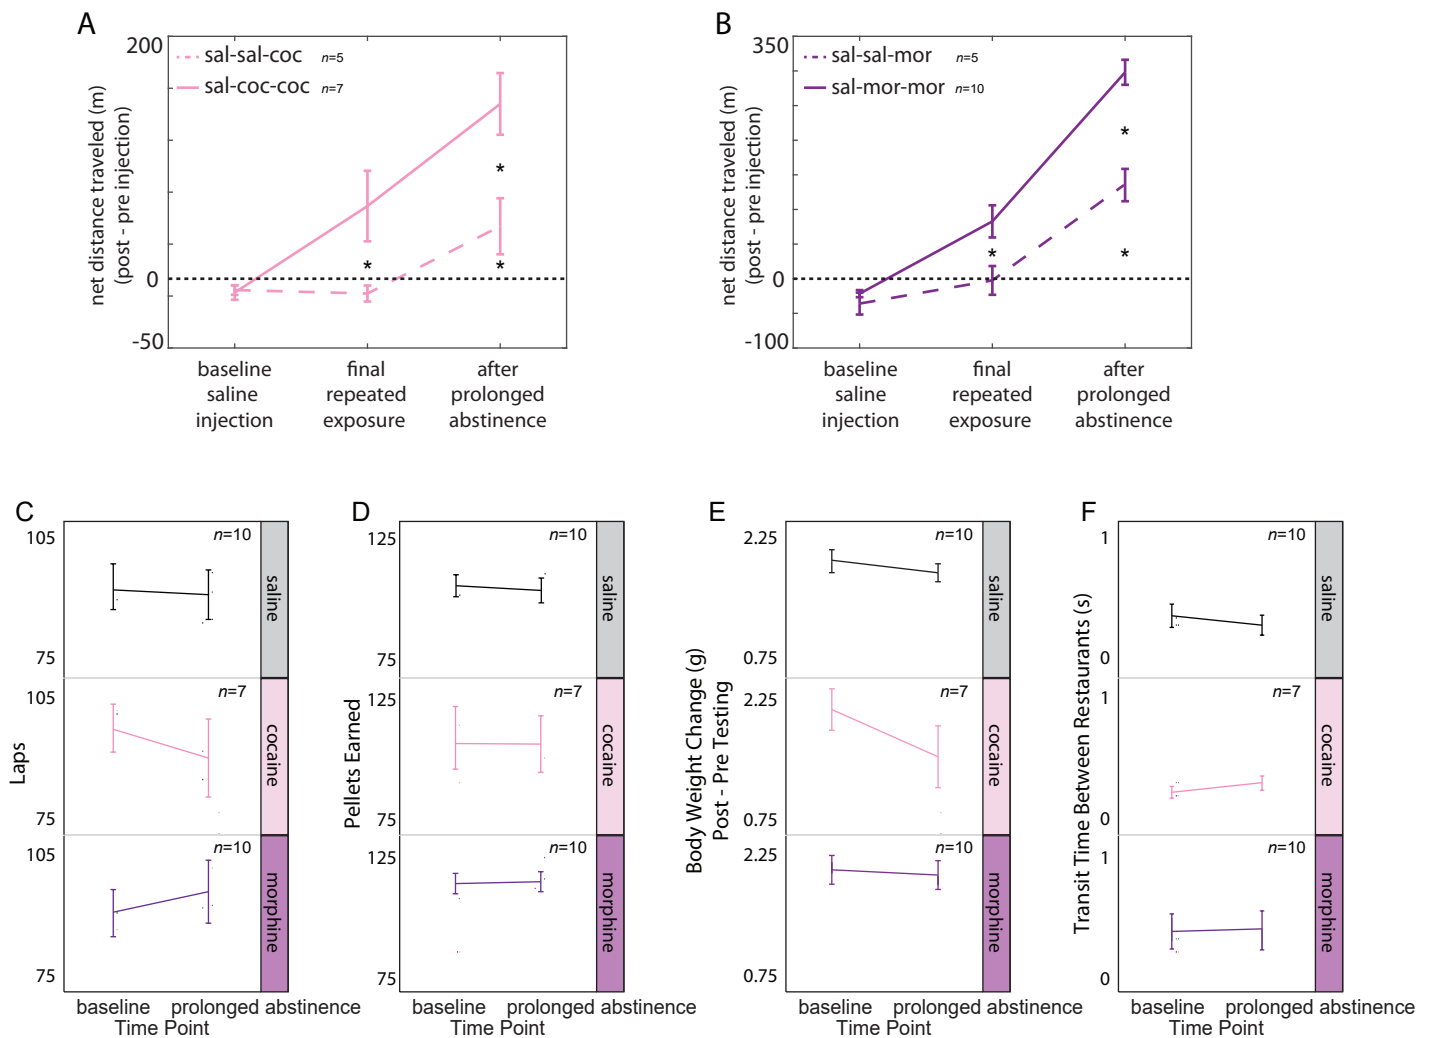 A
200
0
-50
net distance traveled (m)
(post - pre injection)
sal-sal-coc n=5
sal-coc-coc n=7
*
*
*
baseline
saline
injection
final
repeated
exposure
after
prolonged
abstinence
B
350
0
-100
net distance traveled (m)
(post - pre injection)
sal-sal-mor n=5
sal-mor-mor n=10
*
*
*
baseline
saline
injection
final
repeated
exposure
after
prolonged
abstinence
C
Laps
105
75
n=10
saline
105
75
n=7
cocaine
105
75
n=10
morphine
baseline prolonged abstinence
Time Point
D
Pellets Earned
125
75
n=10
saline
125
75
n=7
cocaine
125
75
n=10
morphine
baseline prolonged abstinence
Time Point
E
Body Weight Change (g)
Post - Pre Testing
2.25
0.75
n=10
saline
2.25
0.75
n=7
cocaine
2.25
0.75
n=10
morphine
baseline prolonged abstinence
Time Point
F
Transit Time Between Restaurants (s)
1
0
n=10
saline
1
0
n=7
cocaine
1
0
n=10
morphine
baseline prolonged abstinence
Time Point